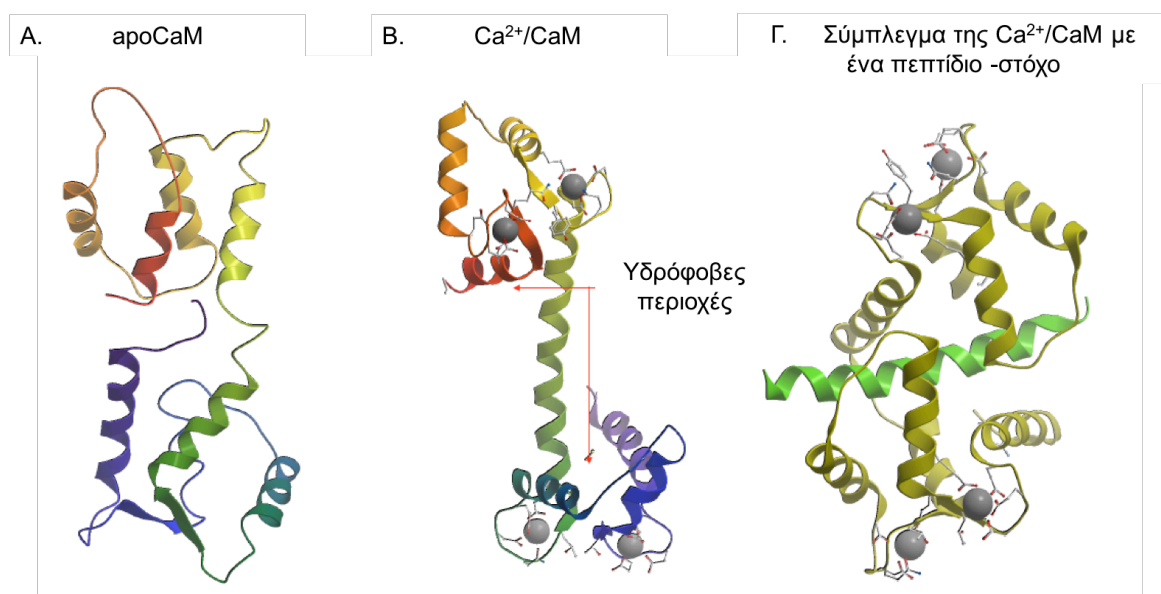 Α. apoCaM
Β. Ca²⁺/CaM
Γ. Σύμπλεγμα της Ca²⁺/CaM με
ένα πεπτίδιο -στόχο
Υδρόφοβες
περιοχές